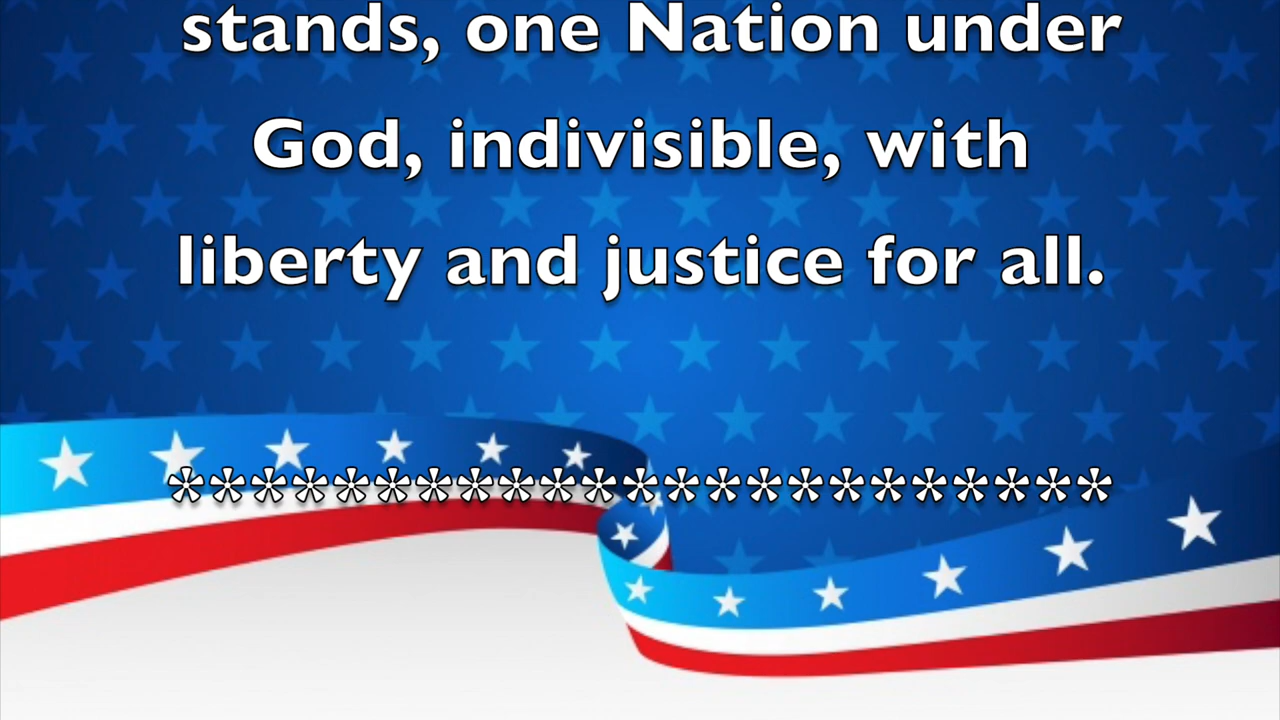 stands, one Nation under
God, indivisible, with
liberty and justice for all.
***********************